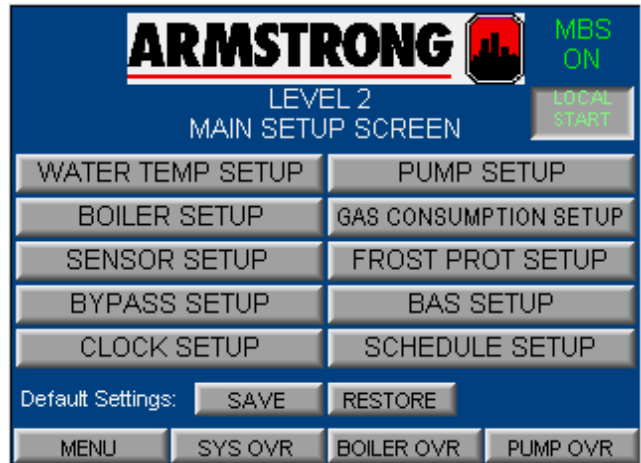 ARMSTRONG
MBS
ON
LEVEL 2
MAIN SETUP SCREEN
LOCAL
START
WATER TEMP SETUP
PUMP SETUP
BOILER SETUP
GAS CONSUMPTION SETUP
SENSOR SETUP
FROST PROT SETUP
BYPASS SETUP
BAS SETUP
CLOCK SETUP
SCHEDULE SETUP
Default Settings: SAVE RESTORE
MENU SYS OVR BOILER OVR PUMP OVR